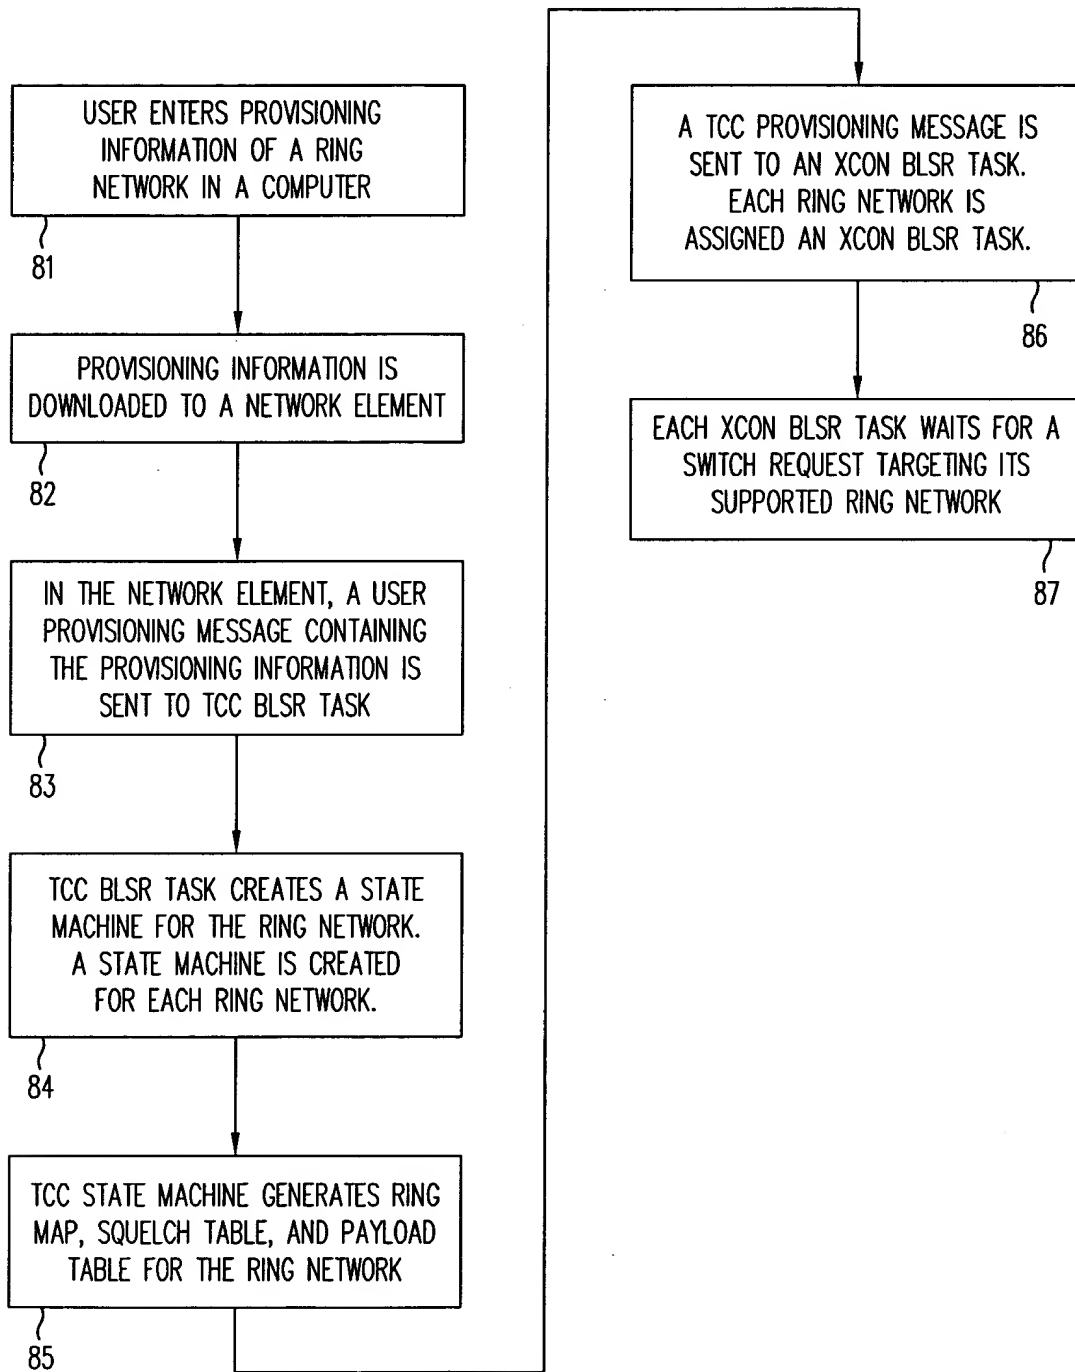 USER ENTERS PROVISIONING
INFORMATION OF A RING
NETWORK IN A COMPUTER
81
PROVISIONING INFORMATION IS
DOWNLOADED TO A NETWORK ELEMENT
82
IN THE NETWORK ELEMENT, A USER
PROVISIONING MESSAGE CONTAINING
THE PROVISIONING INFORMATION IS
SENT TO TCC BLSR TASK
83
TCC BLSR TASK CREATES A STATE
MACHINE FOR THE RING NETWORK.
A STATE MACHINE IS CREATED
FOR EACH RING NETWORK.
84
TCC STATE MACHINE GENERATES RING
MAP, SQUELCH TABLE, AND PAYLOAD
TABLE FOR THE RING NETWORK
85
A TCC PROVISIONING MESSAGE IS
SENT TO AN XCON BLSR TASK.
EACH RING NETWORK IS
ASSIGNED AN XCON BLSR TASK.
86
EACH XCON BLSR TASK WAITS FOR A
SWITCH REQUEST TARGETING ITS
SUPPORTED RING NETWORK
87